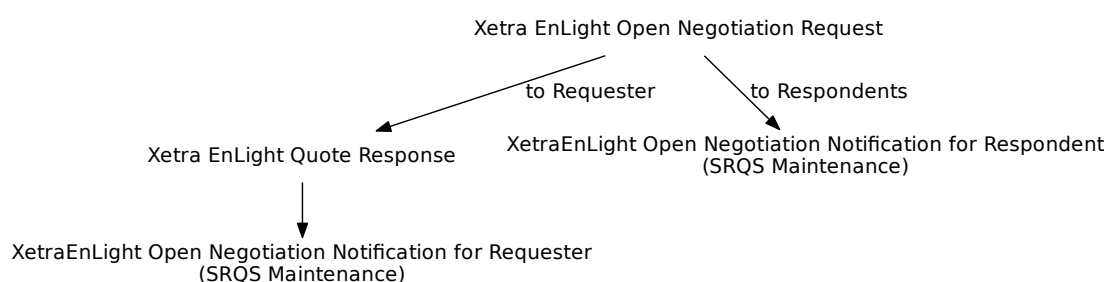 Xetra EnLight Open Negotiation Request
to Requester
to Respondents
Xetra EnLight Quote Response
XetraEnLight Open Negotiation Notification for Respondent
(SRQS Maintenance)
XetraEnLight Open Negotiation Notification for Requester
(SRQS Maintenance)